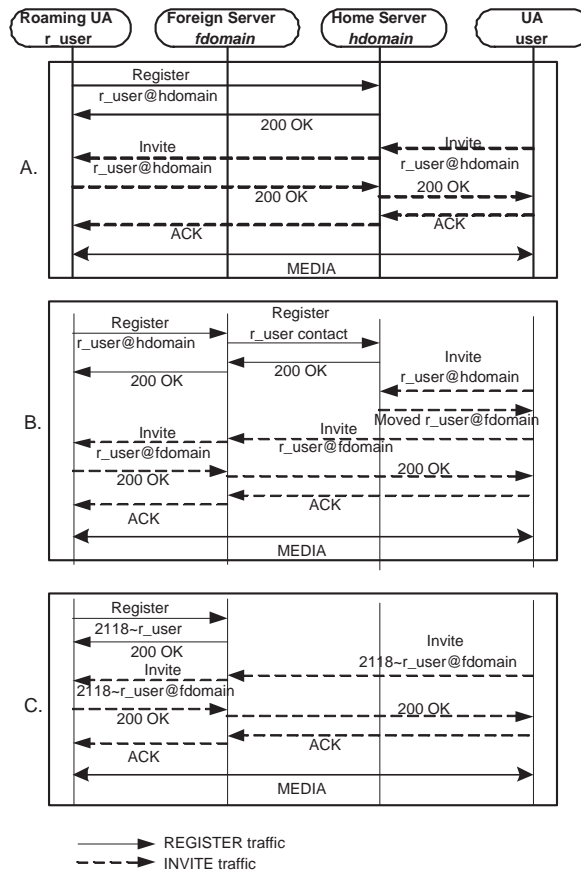 Roaming UA
r_user
Foreign Server
fdomain
Home Server
hdomain
UA
user
A.
Register
r_user@hdomain
200 OK
Invite
r_user@hdomain
Invite
r_user@hdomain
200 OK
200 OK
ACK
ACK
MEDIA
B.
Register
r_user@hdomain
Register
r_user contact
200 OK
200 OK
Invite
r_user@hdomain
Moved r_user@fdomain
Invite
r_user@fdomain
Invite
r_user@fdomain
200 OK
200 OK
ACK
ACK
MEDIA
C.
Register
2118~r_user
200 OK
Invite
2118~r_user@fdomain
Invite
2118~r_user@fdomain
200 OK
200 OK
ACK
ACK
MEDIA
REGISTER traffic
INVITE traffic